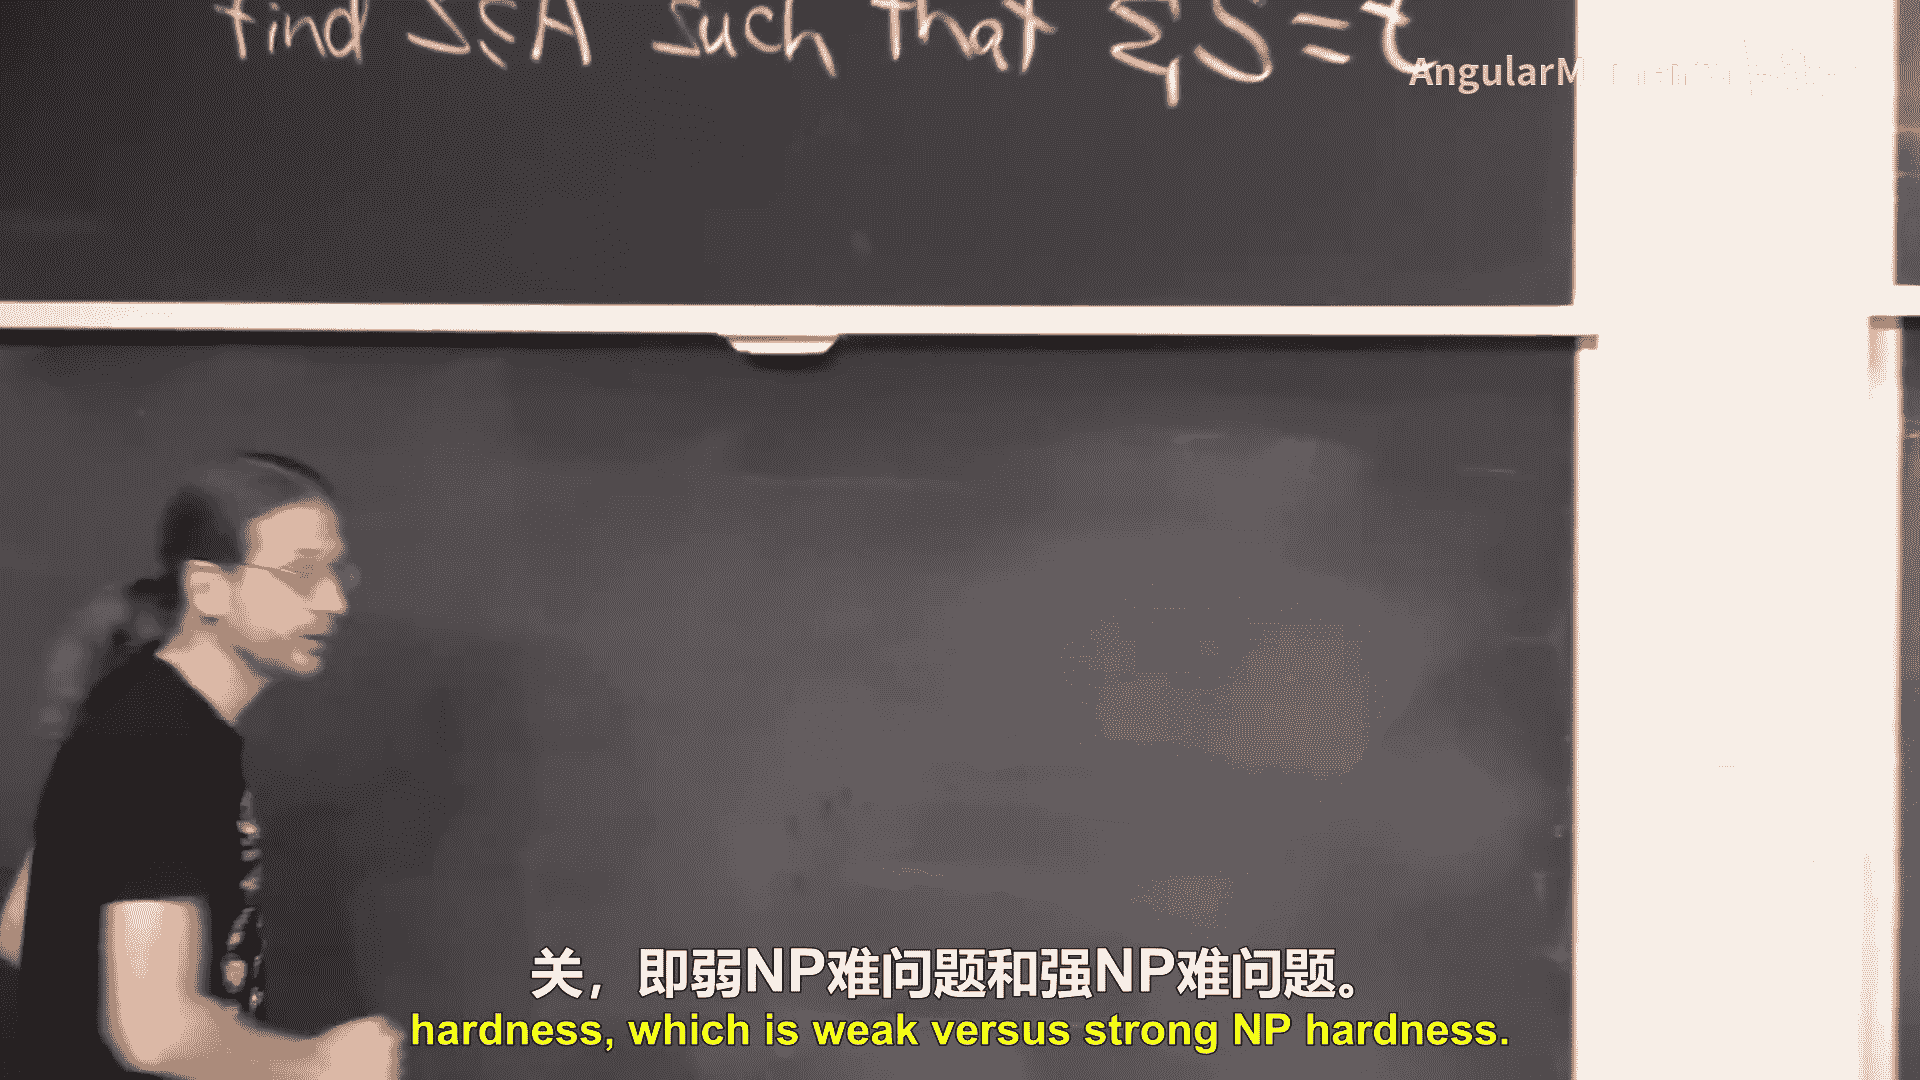 find S⊆A such that ΣS=t
AngularM
关，即弱NP难问题和强NP难问题。
hardness, which is weak versus strong NP hardness.